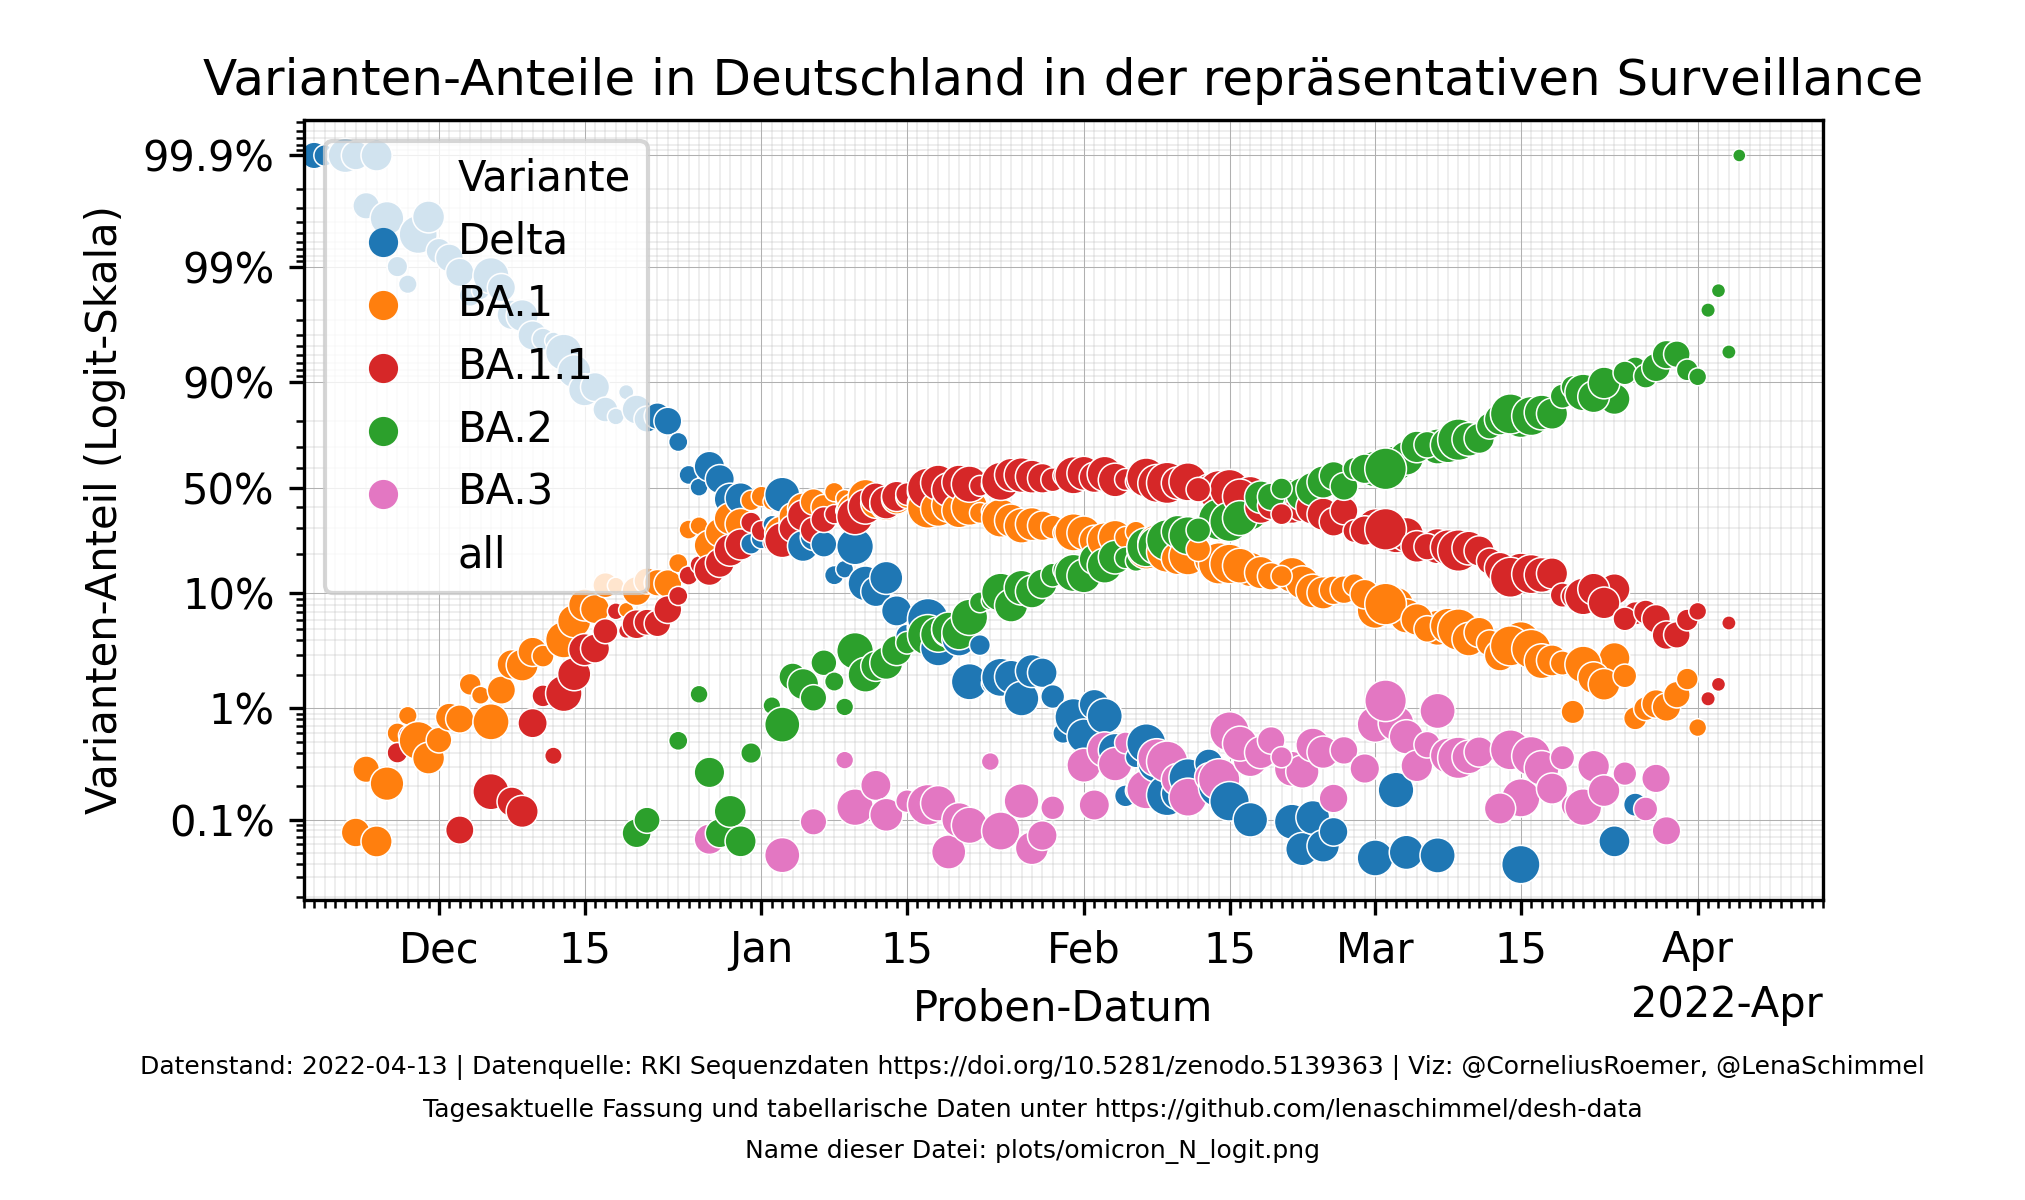 Varianten-Anteile in Deutschland in der repräsentativen Surveillance
Varianten-Anteil (Logit-Skala)
99.9%
99%
90%
50%
10%
1%
0.1%
Variante
Delta
BA.1
BA.1.1
BA.2
BA.3
all
Dec 15 Jan 15 Feb 15 Mar 15 Apr
Proben-Datum
2022-Apr
Datenstand: 2022-04-13 | Datenquelle: RKI Sequenzdaten https://doi.org/10.5281/zenodo.5139363 | Viz: @CorneliusRoemer, @LenaSchimmel
Tagesaktuelle Fassung und tabellarische Daten unter https://github.com/lenaschimmel/desh-data
Name dieser Datei: plots/omicron_N_logit.png